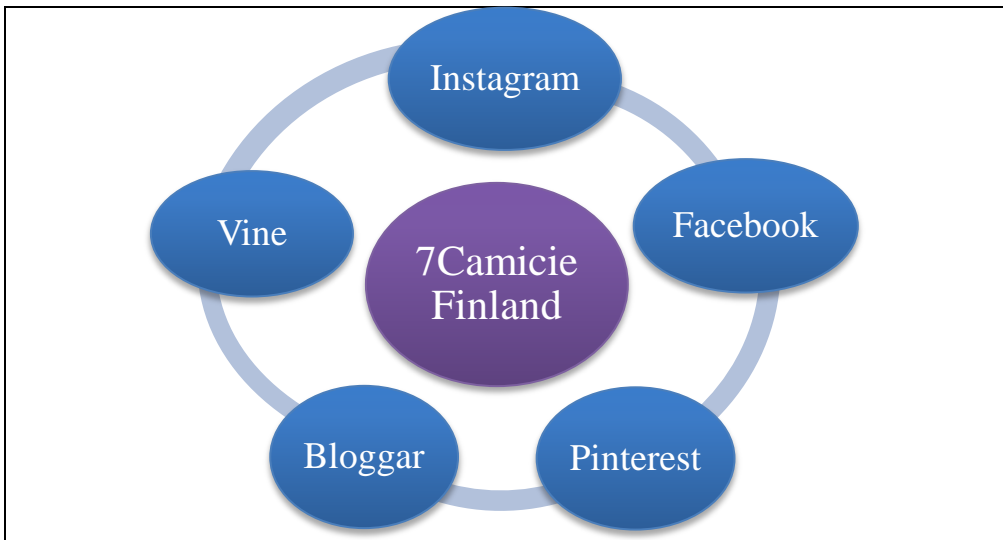 Instagram
Facebook
Vine
7Camicie
Finland
Bloggar
Pinterest